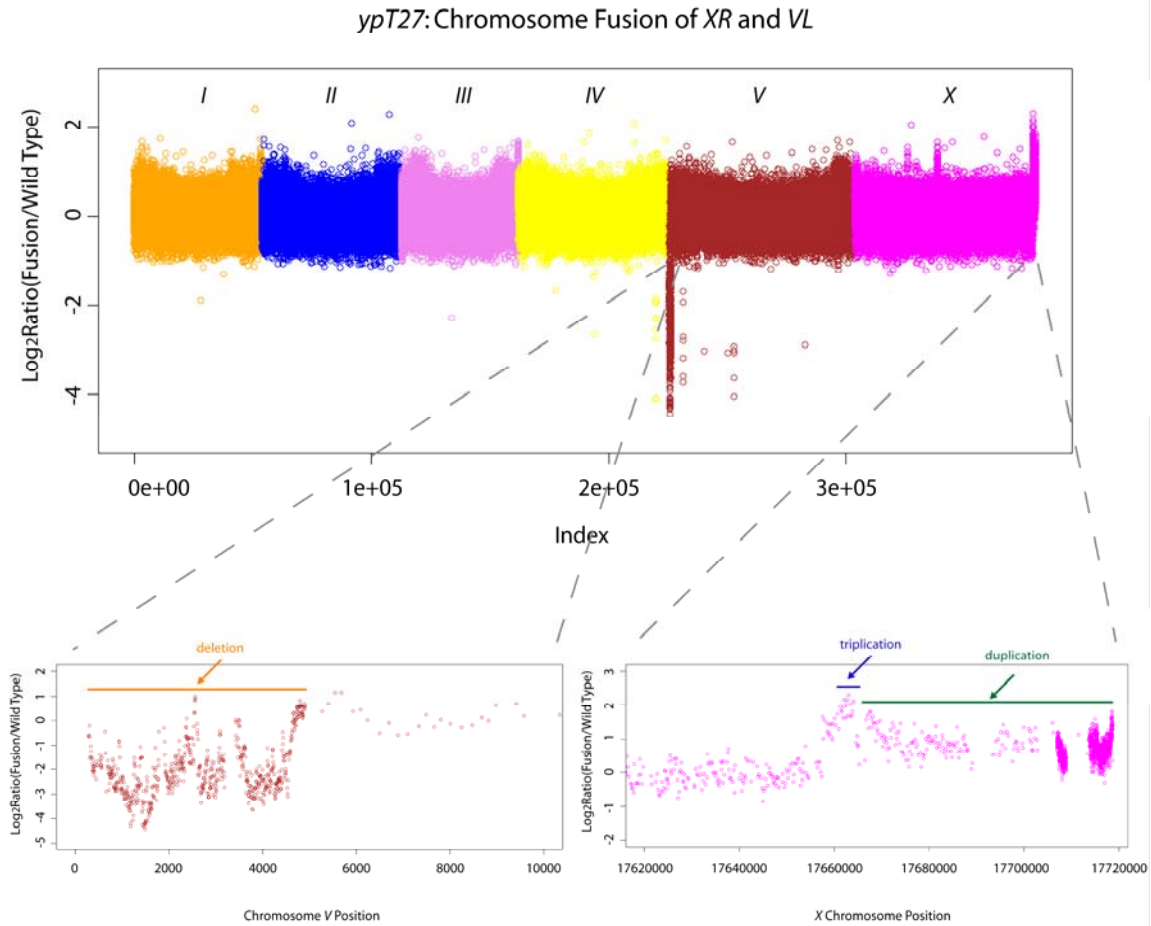 ypT27: Chromosome Fusion of XR and VL
I II III IV V X
Log2Ratio(Fusion/Wild Type)
2
0
-2
-4
0e+00 1e+05 2e+05 3e+05
Index
deletion
Log2Ratio(Fusion/Wild Type)
2
1
0
-1
-2
-3
-4
-5
0 2000 4000 6000 8000 10000
Chromosome V Position
triplication
duplication
Log2Ratio(Fusion/Wild Type)
3
2
1
0
-1
-2
17620000 17640000 17660000 17680000 17700000 17720000
X Chromosome Position